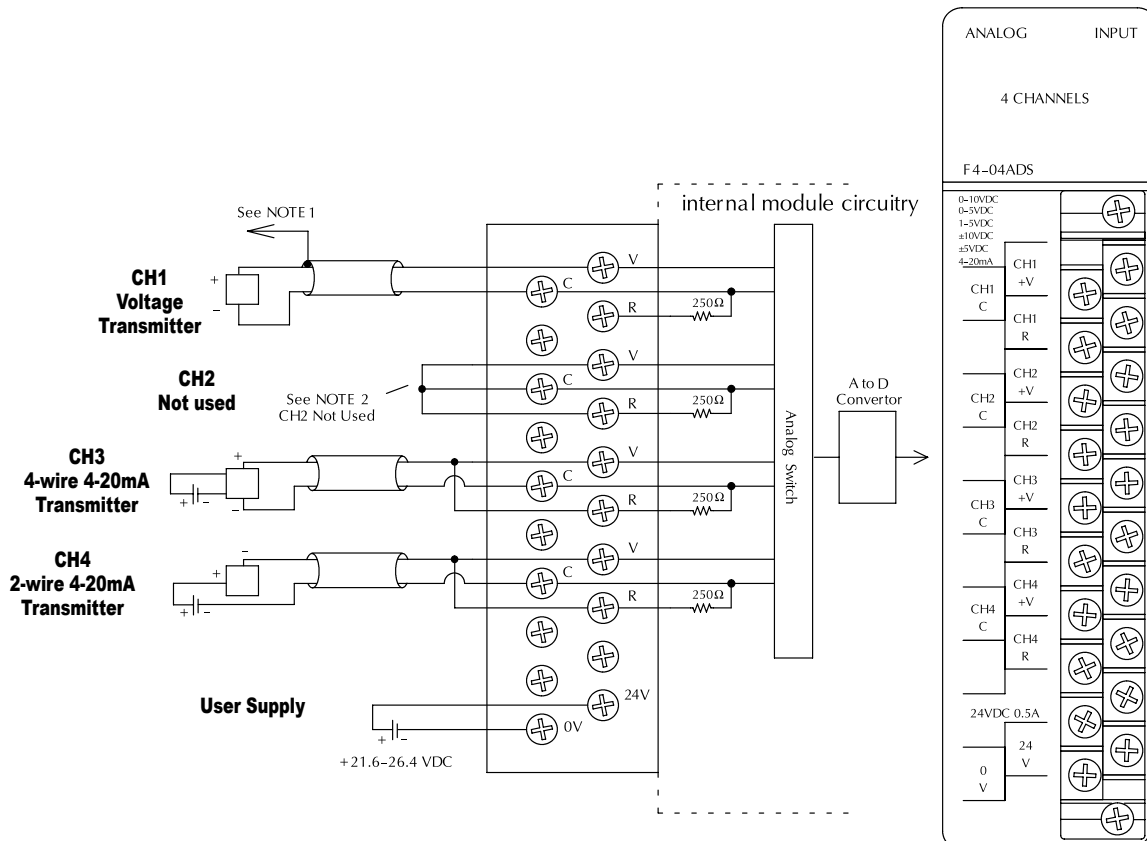 ANALOG INPUT
4 CHANNELS
F4-04ADS
0-10VDC
0-5VDC
1-5VDC
±10VDC
±5VDC
4-20mA
CH1
+V
CH1
C
CH1
R
CH2
+V
CH2
C
CH2
R
CH3
+V
CH3
C
CH3
R
CH4
+V
CH4
C
CH4
R
24VDC 0.5A
24
V
0
V
internal module circuitry
See NOTE 1
CH1
Voltage
Transmitter
+
-
V
C
R
250Ω
CH2
Not used
See NOTE 2
CH2 Not Used
V
C
R
250Ω
CH3
4-wire 4-20mA
Transmitter
+
-
+
-
V
C
R
250Ω
CH4
2-wire 4-20mA
Transmitter
-
+
+
-
V
C
R
250Ω
Analog Switch
A to D
Convertor
User Supply
24V
0V
+
-
+21.6-26.4 VDC